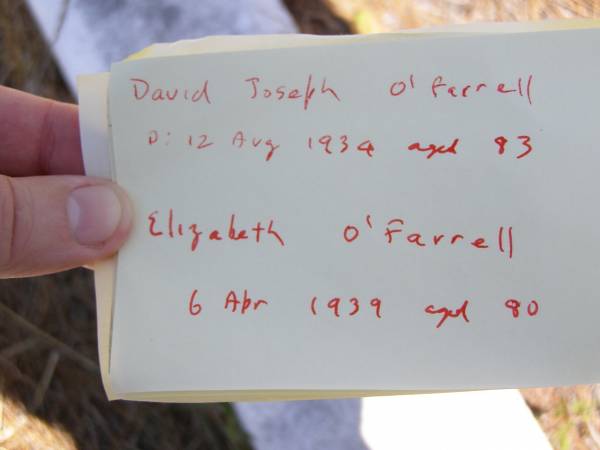 David Joseph O'Farrell
D: 12 Aug 1934 aged 83
Elizabeth O'Farrell
6 Apr 1939 aged 80